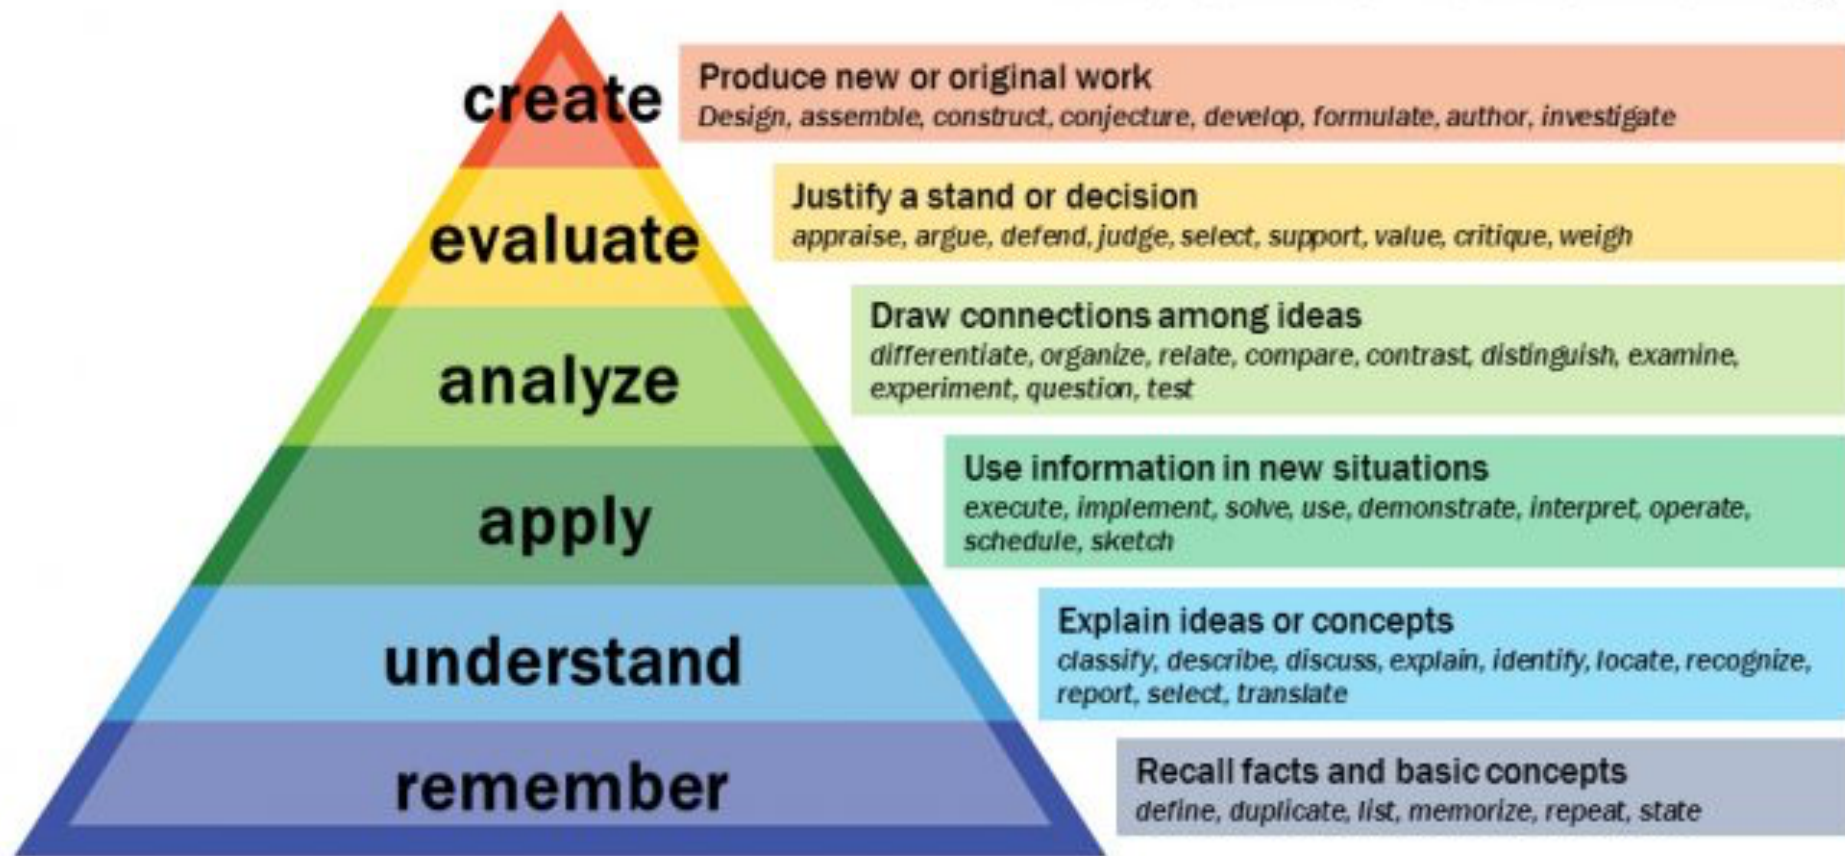 create
Produce new or original work
Design, assemble, construct, conjecture, develop, formulate, author, investigate
evaluate
Justify a stand or decision
appraise, argue, defend, judge, select, support, value, critique, weigh
analyze
Draw connections among ideas
differentiate, organize, relate, compare, contrast, distinguish, examine,
experiment, question, test
apply
Use information in new situations
execute, implement, solve, use, demonstrate, interpret, operate,
schedule, sketch
understand
Explain ideas or concepts
classify, describe, discuss, explain, identify, locate, recognize,
report, select, translate
remember
Recall facts and basic concepts
define, duplicate, list, memorize, repeat, state